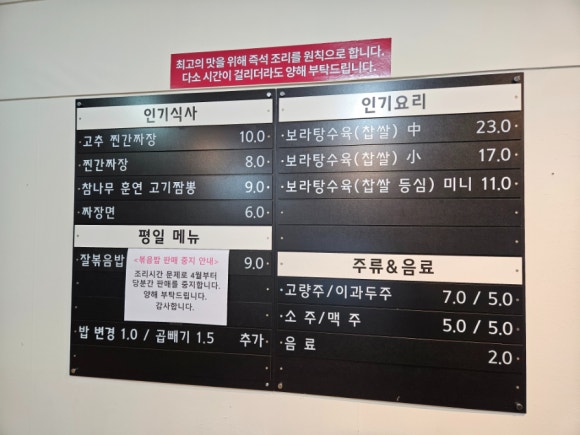 최고의 맛을 위해 즉석 조리를 원칙으로 합니다.
다소 시간이 걸리더라도 양해 부탁드립니다.
인기식사
고추 찐간짜장 10.0
찐간짜장 8.0
참나무 훈연 고기짬뽕 9.0
짜장면 6.0
평일 메뉴
잘볶음밥 9.0
<볶음밥 판매 중지 안내>
조리시간 문제로 4월부터
당분간 판매를 중지합니다.
양해 부탁드립니다.
감사합니다.
밥 변경 1.0 / 곱빼기 1.5 추가
인기요리
보라탕수육(찹쌀) 中 23.0
보라탕수육(찹쌀) 小 17.0
보라탕수육(찹쌀 등심) 미니 11.0
주류&음료
고량주/이과두주 7.0 / 5.0
소 주/맥 주 5.0 / 5.0
음 료 2.0